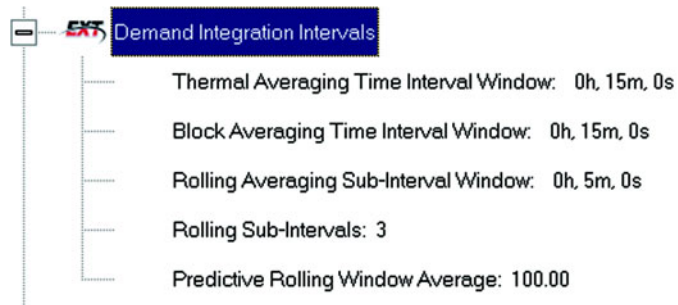 EXT Demand Integration Intervals
Thermal Averaging Time Interval Window: 0h, 15m, 0s
Block Averaging Time Interval Window: 0h, 15m, 0s
Rolling Averaging Sub-Interval Window: 0h, 5m, 0s
Rolling Sub-Intervals: 3
Predictive Rolling Window Average: 100.00